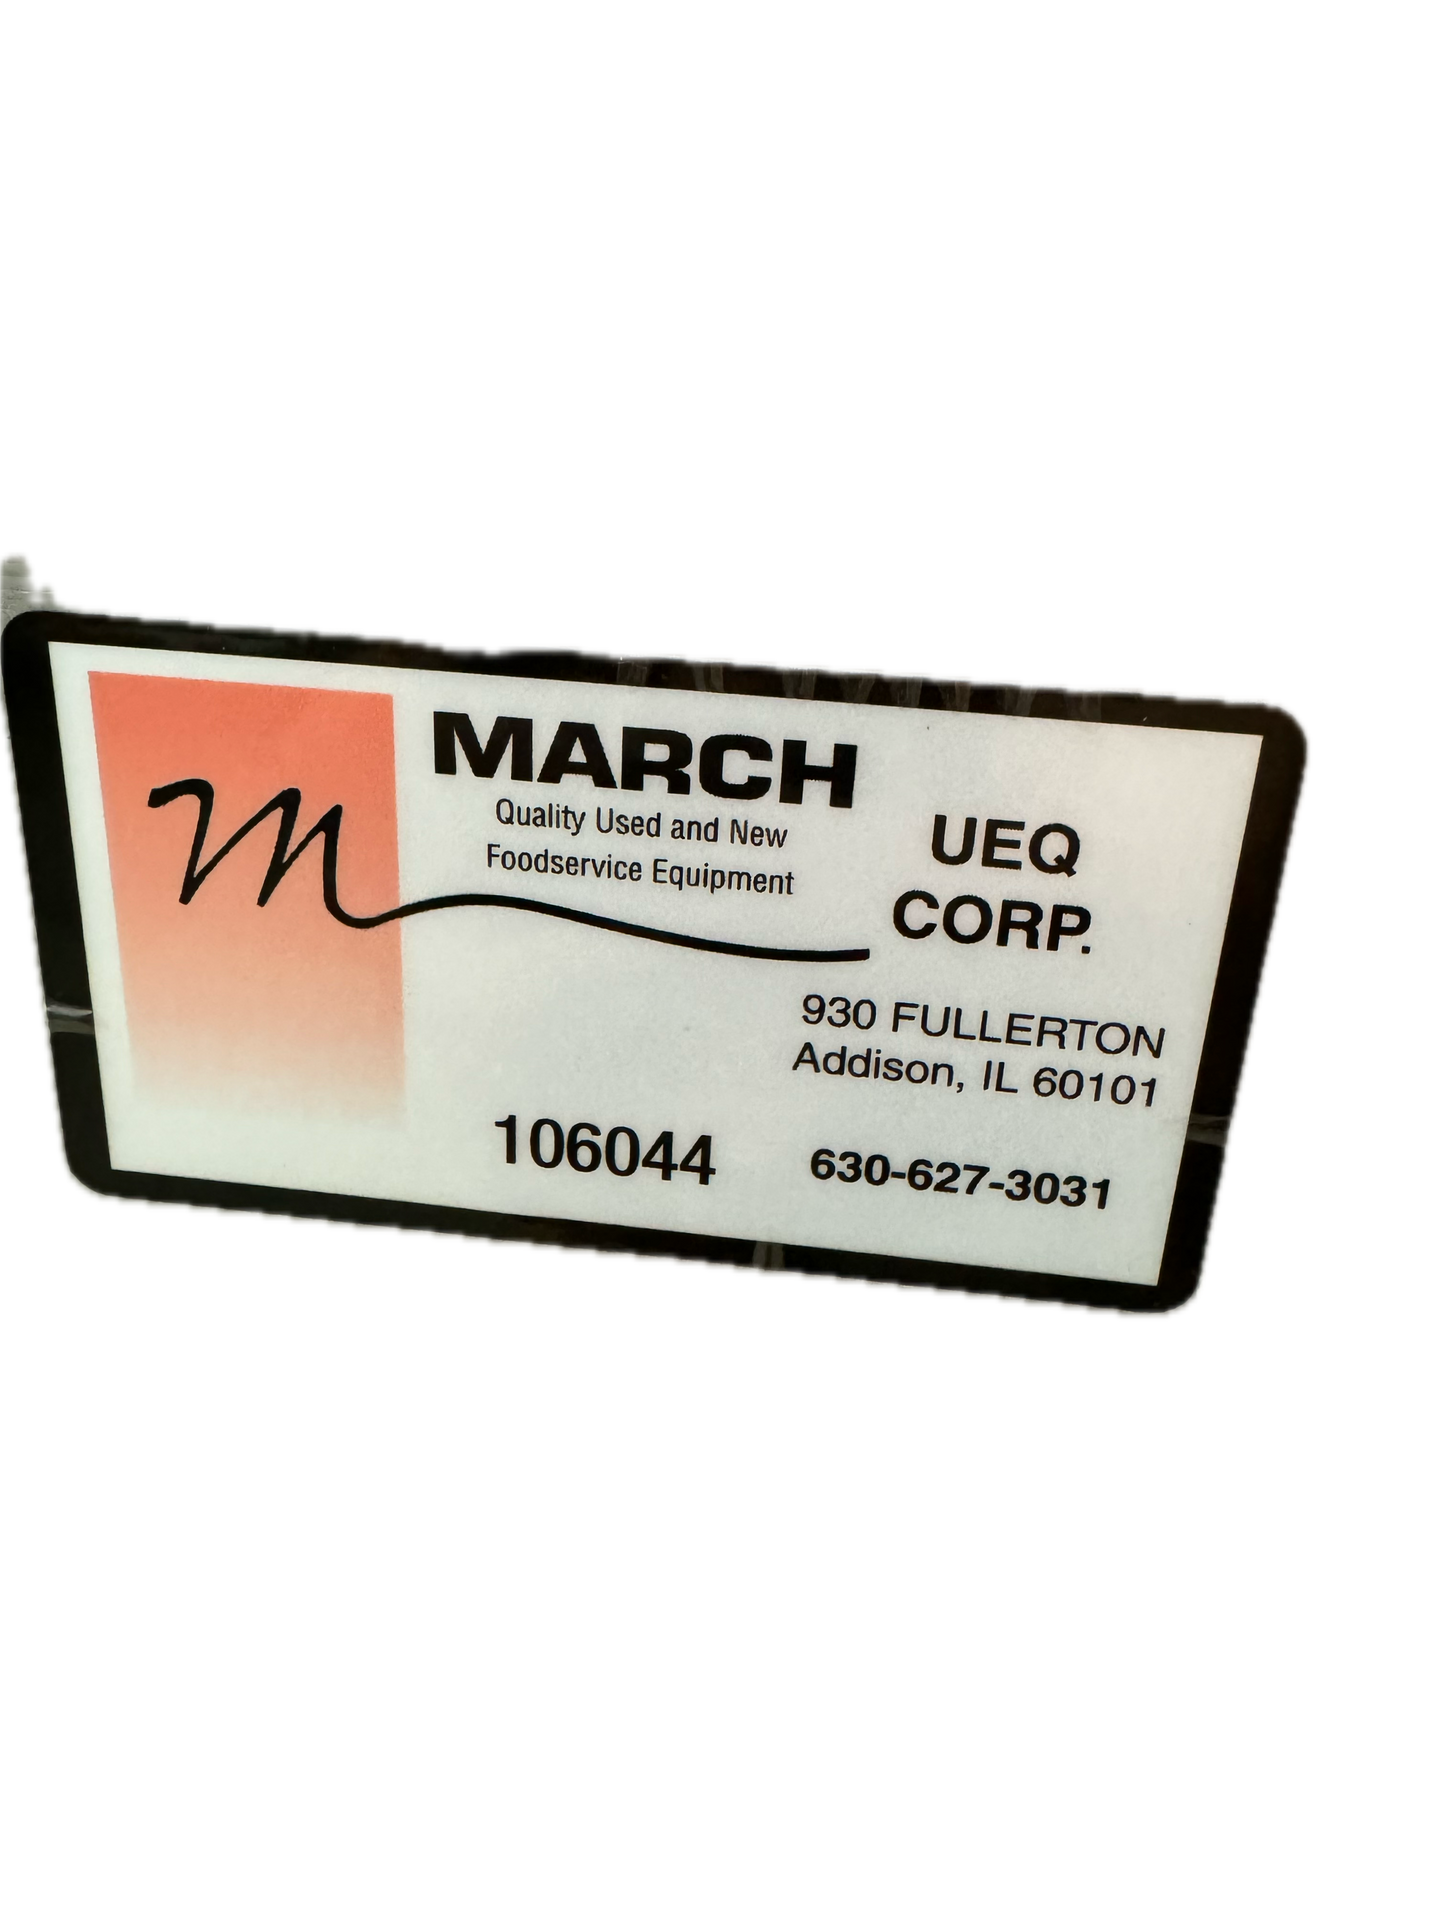 m
MARCH
Quality Used and New
Foodservice Equipment
UEQ
CORP.
930 FULLERTON
Addison, IL 60101
106044
630-627-3031